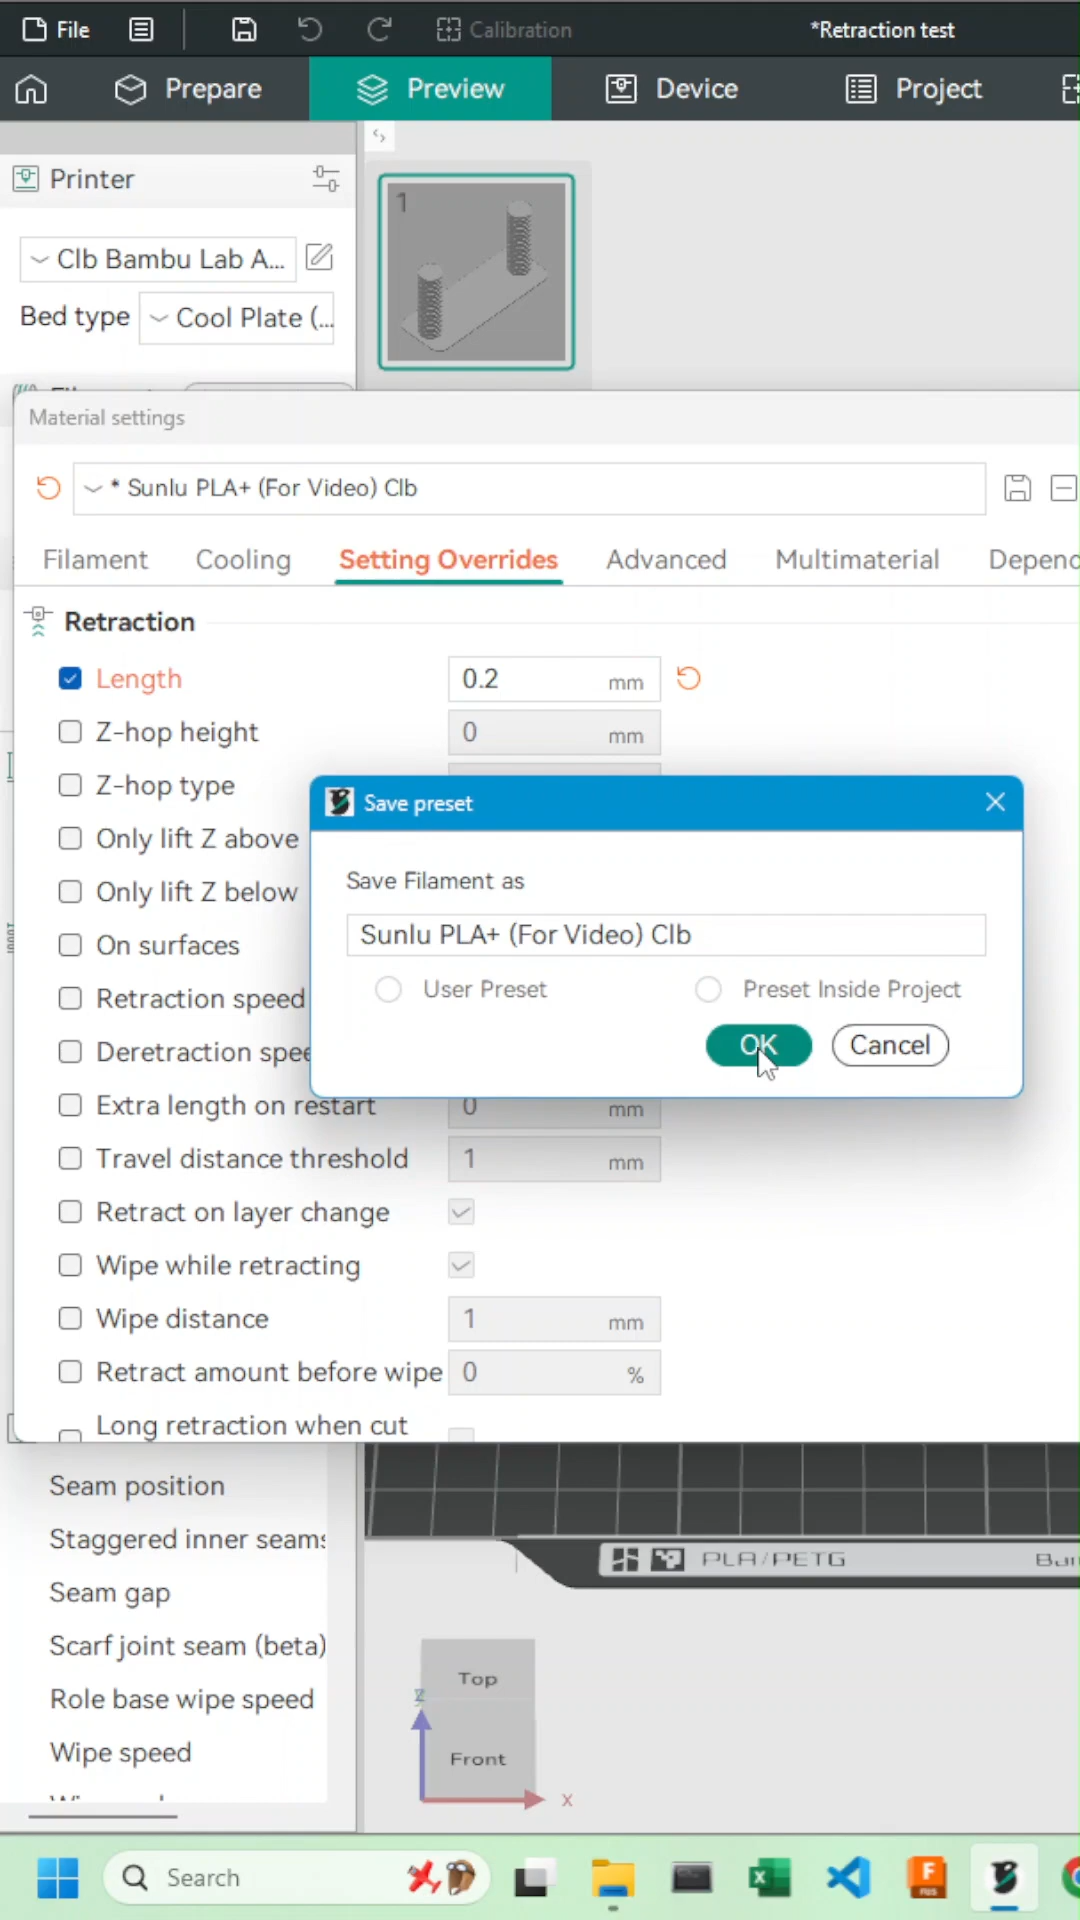 File
Calibration
*Retraction test
Prepare
Preview
Device
Project
Printer
1
Clb Bambu Lab A...
Bed type
Cool Plate (...
Material settings
* Sunlu PLA+ (For Video) Clb
Filament
Cooling
Setting Overrides
Advanced
Multimaterial
Depend
Retraction
Length
0.2
mm
Z-hop height
0
mm
Z-hop type
Save preset
Only lift Z above
Save Filament as
Only lift Z below
Sunlu PLA+ (For Video) Clb
On surfaces
User Preset
Preset Inside Project
Retraction speed
OK
Cancel
Deretraction spee
Extra length on restart
0
mm
Travel distance threshold
1
mm
Retract on layer change
Wipe while retracting
Wipe distance
1
mm
Retract amount before wipe
0
%
Long retraction when cut
Seam position
Staggered inner seams
PLA/PETG
Seam gap
Scarf joint seam (beta)
Role base wipe speed
Wipe speed
Top
Z
Front
X
Search